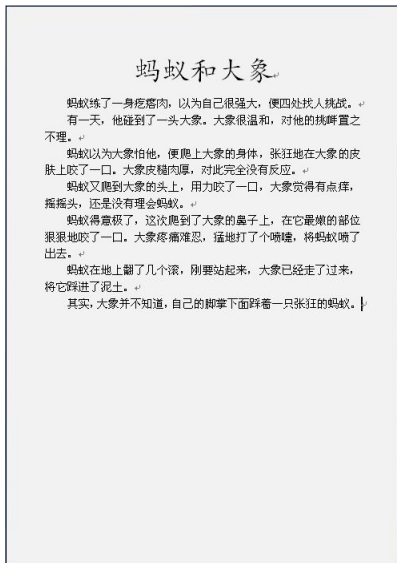 蚂蚁和大象
蚂蚁练了一身疙瘩肉，以为自己很强大，便四处找人挑战。
有一天，他碰到了一头大象。大象很温和，对他的挑衅置之
不理。
蚂蚁以为大象怕他，便爬上大象的身体，张狂地在大象的皮
肤上咬了一口。大象皮糙肉厚，对此完全没有反应。
蚂蚁又爬到大象的头上，用力咬了一口，大象觉得有点痒，
摇摇头，还是没有理会蚂蚁。
蚂蚁得意极了，这次爬到了大象的鼻子上，在它最嫩的部位
狠狠地咬了一口。大象疼痛难忍，猛地打了个喷嚏，将蚂蚁喷了
出去。
蚂蚁在地上翻了几个滚，刚要站起来，大象已经走了过来，
将它踩进了泥土。
其实，大象并不知道，自己的脚掌下面踩着一只张狂的蚂蚁。